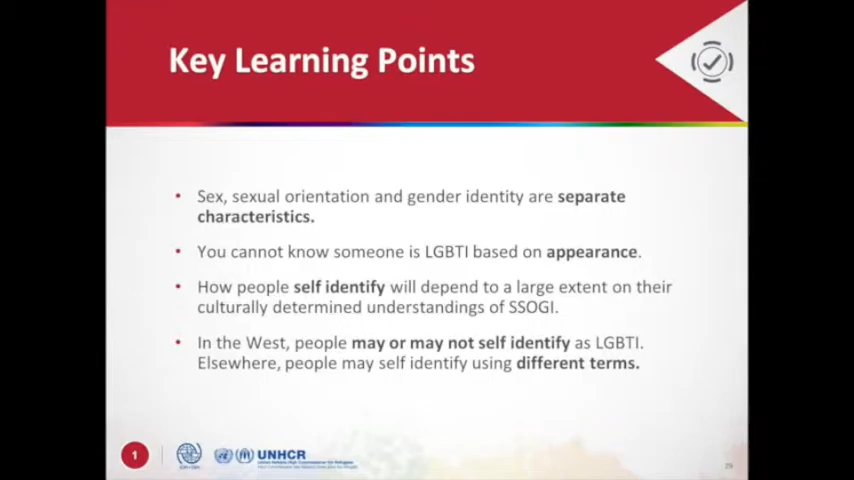 Key Learning Points
• Sex, sexual orientation and gender identity are separate
characteristics.
• You cannot know someone is LGBTI based on appearance.
• How people self identify will depend to a large extent on their
culturally determined understandings of SSOGI.
• In the West, people may or may not self identify as LGBTI.
Elsewhere, people may self identify using different terms.
1
UNHCR
29